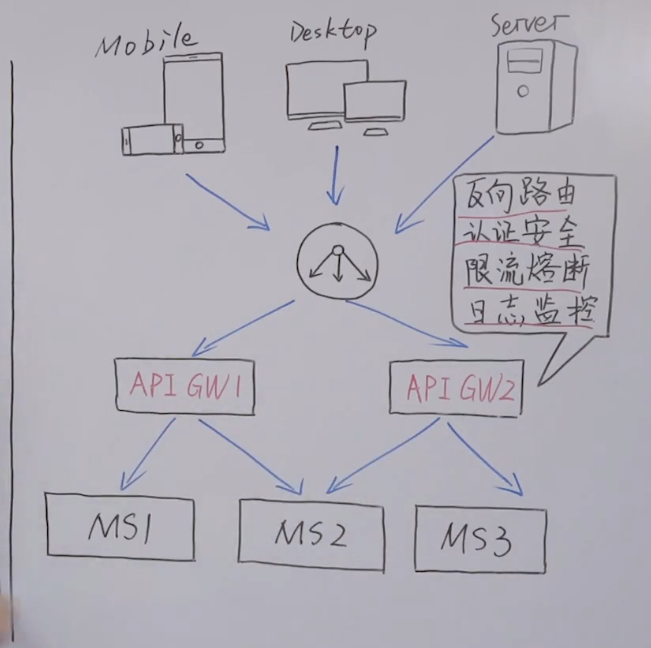 Mobile
Desktop
Server
反向路由
认证安全
限流熔断
日志监控
API GW1
API GW2
MS1
MS2
MS3